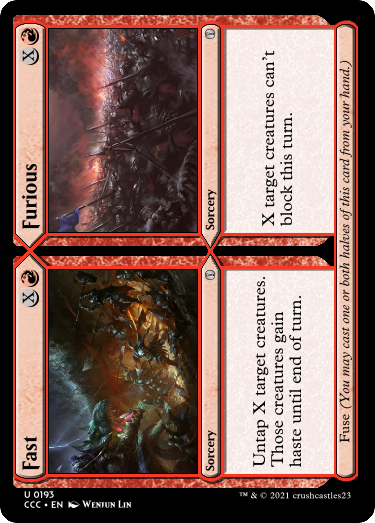 Fast X
Sorcery
Untap X target creatures.
Those creatures gain
haste until end of turn.
Furious X
Sorcery
X target creatures can't
block this turn.
Fuse (You may cast one or both halves of this card from your hand.)
U 0193
CCC • EN Wenfun Lin
™ & © 2021 crushcastles23